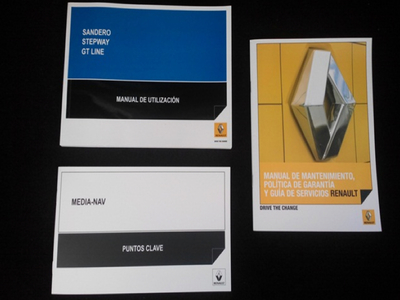 SANDERO
STEPWAY
GT LINE
MANUAL DE UTILIZACIÓN
MANUAL DE MANTENIMIENTO,
POLÍTICA DE GARANTÍA
Y GUÍA DE SERVICIOS RENAULT
DRIVE THE CHANGE
MEDIA-NAV
PUNTOS CLAVE